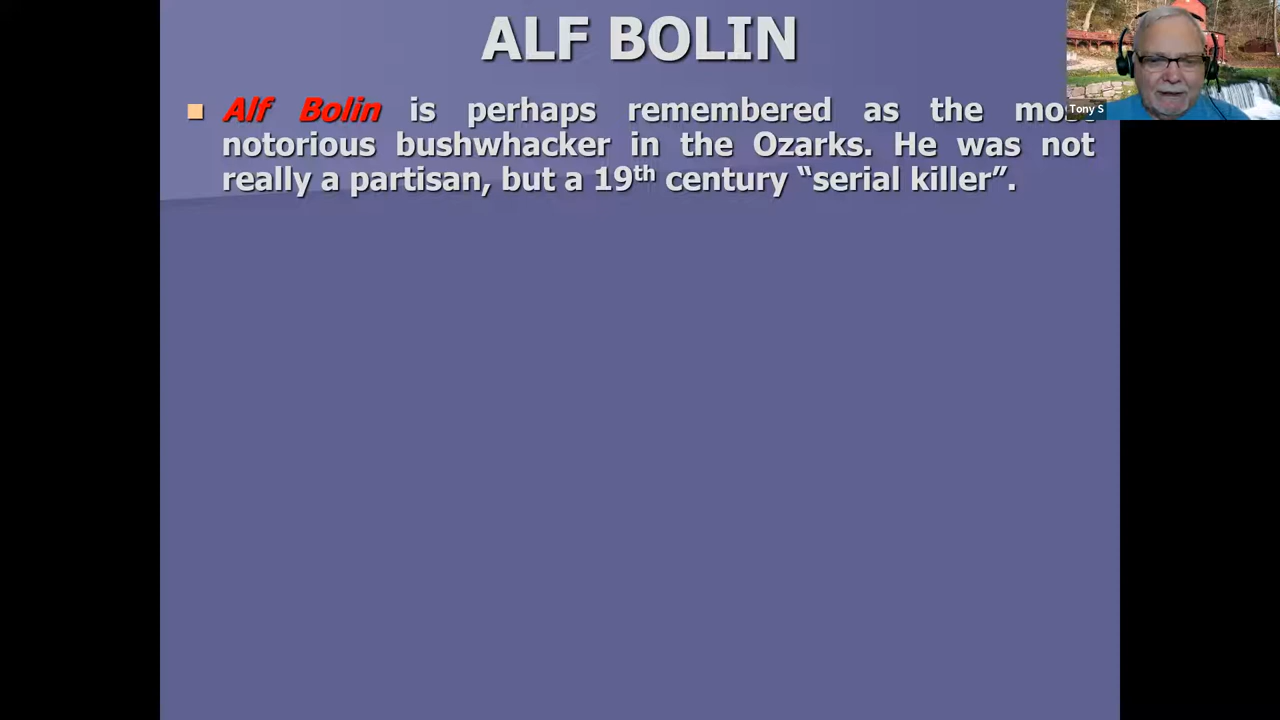 ALF BOLIN
Alf Bolin is perhaps remembered as the most
notorious bushwhacker in the Ozarks. He was not
really a partisan, but a 19th century “serial killer”.
Tony S